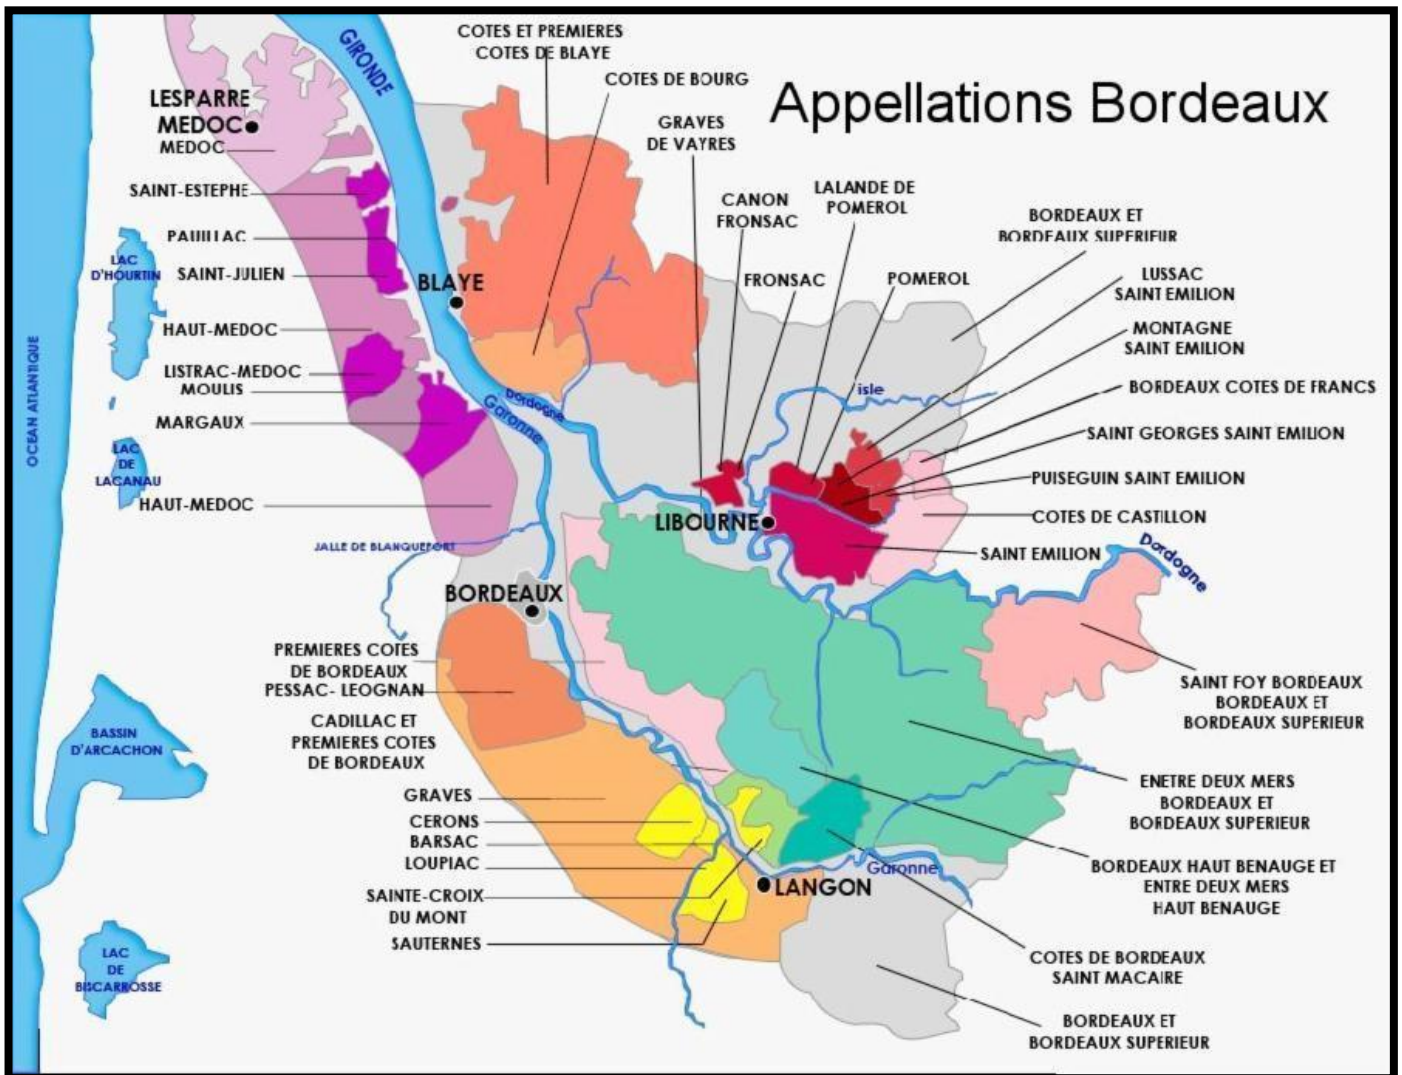 Appellations Bordeaux
COTES ET PREMIERES
COTES DE BLAYE
COTES DE BOURG
GRAVES
DE VAYRES
CANON
FRONSAC
LALANDE DE
POMEROL
FRONSAC
POMEROL
BORDEAUX ET
BORDEAUX SUPERIEUR
LUSSAC
SAINT EMILION
MONTAGNE
SAINT EMILION
BORDEAUX COTES DE FRANCS
SAINT GEORGES SAINT EMILION
PUISEGUIN SAINT EMILION
COTES DE CASTILLON
SAINT EMILION
GIRONDE
LESPARRE
MEDOC
MEDOC
SAINT-ESTEPHE
PAUILLAC
SAINT-JULIEN
BLAYE
HAUT-MEDOC
LISTRAC-MEDOC
MOULIS
MARGAUX
HAUT-MEDOC
JALLE DE BLANQUEFORT
LAC
D'HOURTIN
LAC
DE
LACANAU
OCEAN ATLANTIQUE
Dordogne
Garonne
isle
LIBOURNE
Dordogne
BORDEAUX
PREMIERES COTES
DE BORDEAUX
PESSAC- LEOGNAN
CADILLAC ET
PREMIERES COTES
DE BORDEAUX
GRAVES
CERONS
BARSAC
LOUPIAC
SAINTE-CROIX
DU MONT
SAUTERNES
LANGON
Garonne
BASSIN
D'ARCACHON
LAC
DE
BISCARROSSE
SAINT FOY BORDEAUX
BORDEAUX ET
BORDEAUX SUPERIEUR
ENETRE DEUX MERS
BORDEAUX ET
BORDEAUX SUPERIEUR
BORDEAUX HAUT BENAUGE ET
ENTRE DEUX MERS
HAUT BENAUGE
COTES DE BORDEAUX
SAINT MACAIRE
BORDEAUX ET
BORDEAUX SUPERIEUR